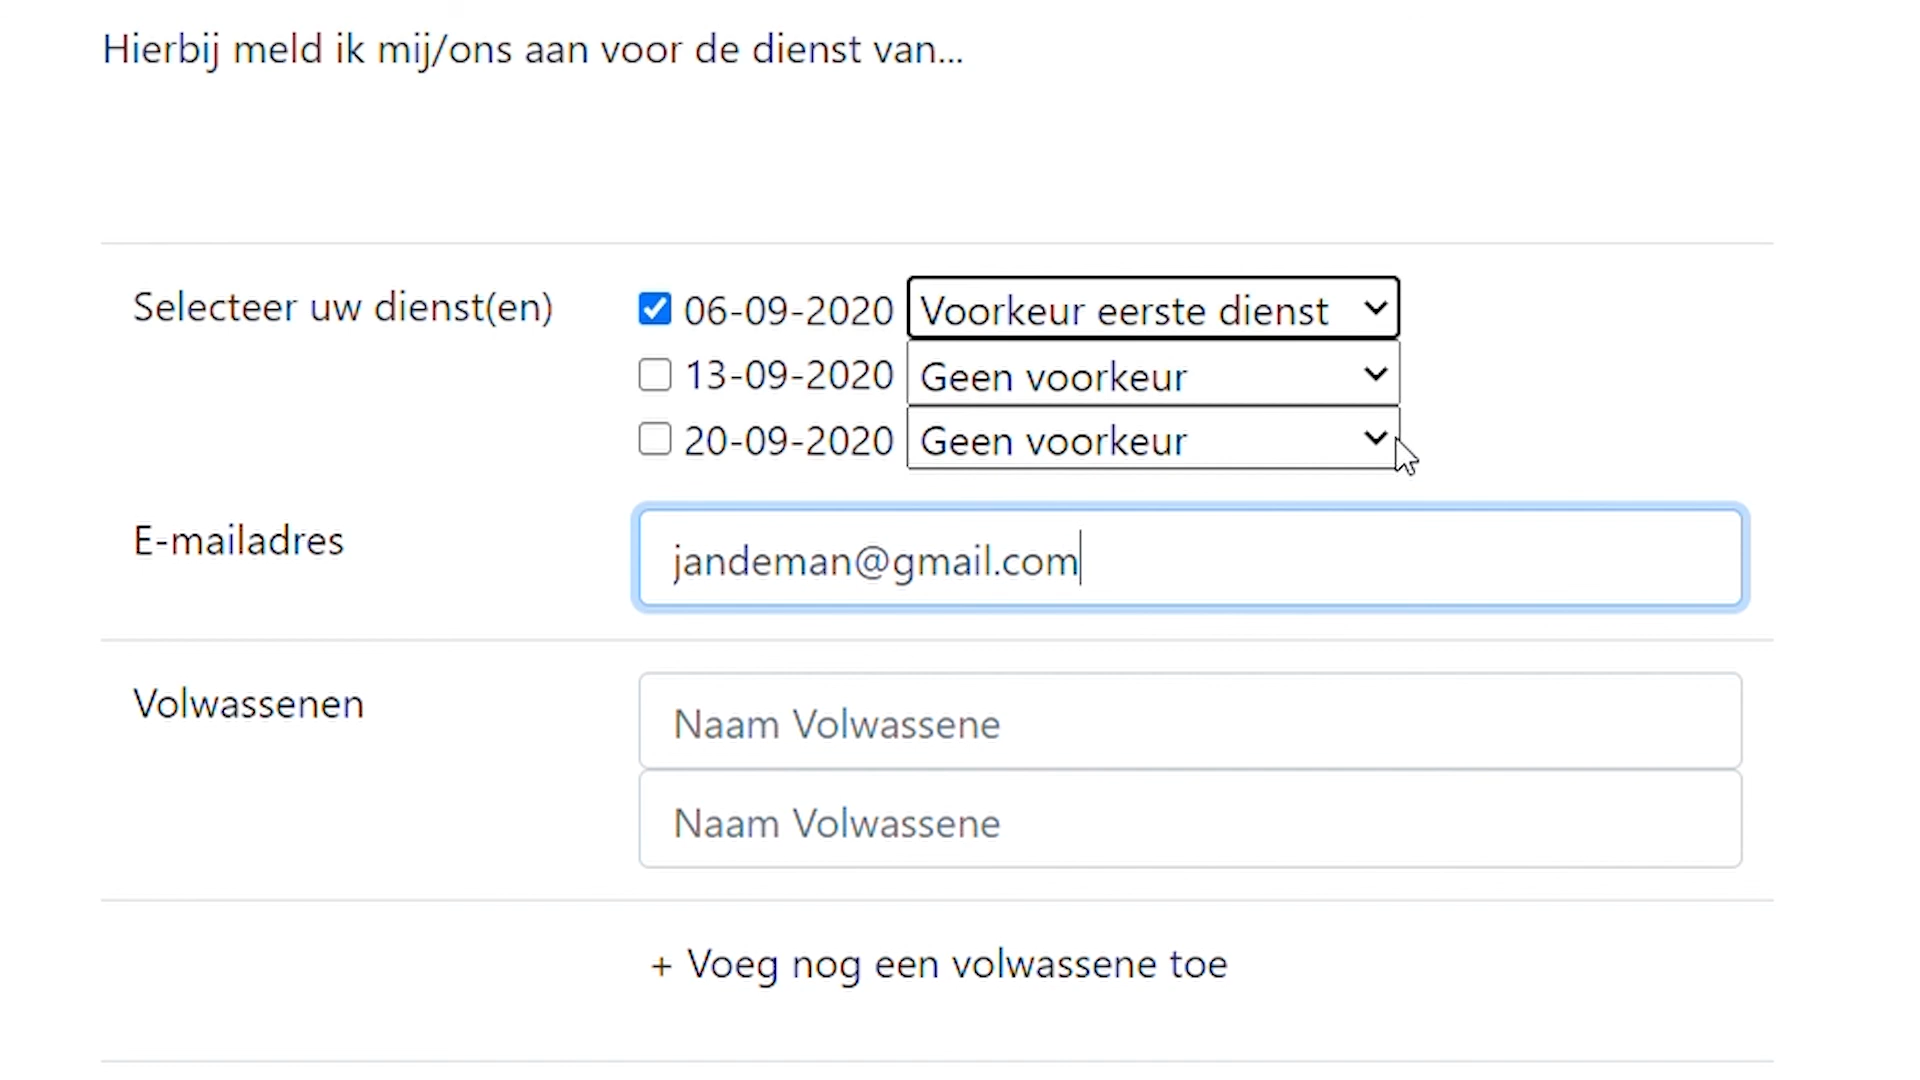 Hierbij meld ik mij/ons aan voor de dienst van...
Selecteer uw dienst(en)
06-09-2020 Voorkeur eerste dienst
13-09-2020 Geen voorkeur
20-09-2020 Geen voorkeur
E-mailadres
jandeman@gmail.com
Volwassenen
Naam Volwassene
Naam Volwassene
+ Voeg nog een volwassene toe